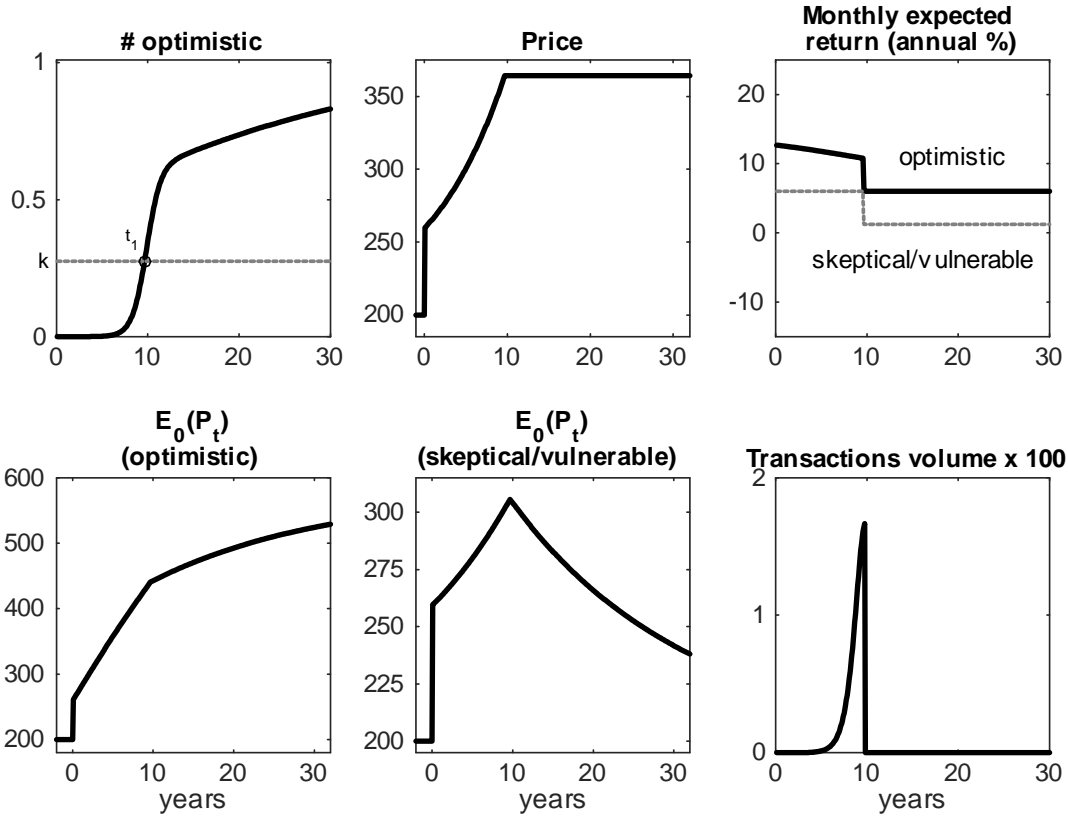 # optimistic
1
0.5
k
0
t1
0 10 20 30
Price
350
300
250
200
0 10 20 30
Monthly expected
return (annual %)
20
10
0
-10
optimistic
skeptical/vulnerable
0 10 20 30
E0(Pt)
(optimistic)
600
500
400
300
200
0 10 20 30
years
E0(Pt)
(skeptical/vulnerable)
300
275
250
225
200
0 10 20 30
years
Transactions volume x 100
2
1
0
0 10 20 30
years